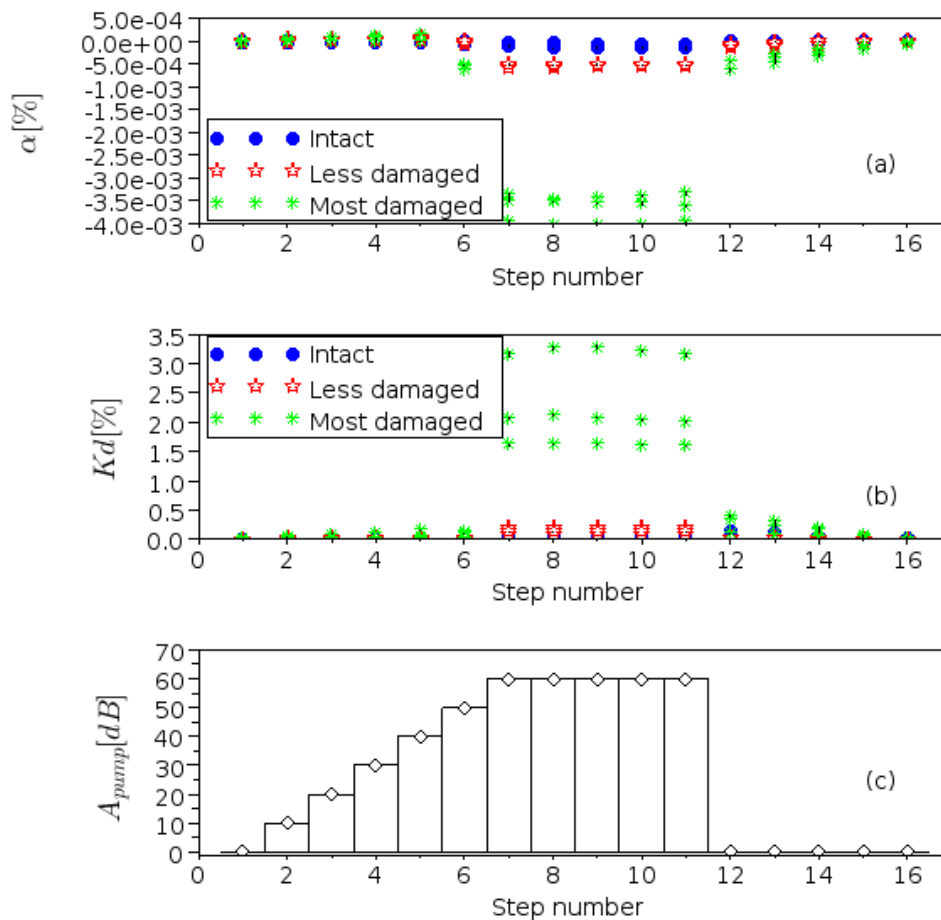 5.0e-04
0.0e+00
-5.0e-04
-1.0e-03
-1.5e-03
-2.0e-03
-2.5e-03
-3.0e-03
-3.5e-03
-4.0e-03
α[%]
Intact
Less damaged
Most damaged
(a)
0 2 4 6 8 10 12 14 16
Step number
3.5
3.0
2.5
2.0
1.5
1.0
0.5
0.0
Kd[%]
Intact
Less damaged
Most damaged
(b)
0 2 4 6 8 10 12 14 16
Step number
70
60
50
40
30
20
10
0
A_{pump}[dB]
(c)
0 2 4 6 8 10 12 14 16
Step number